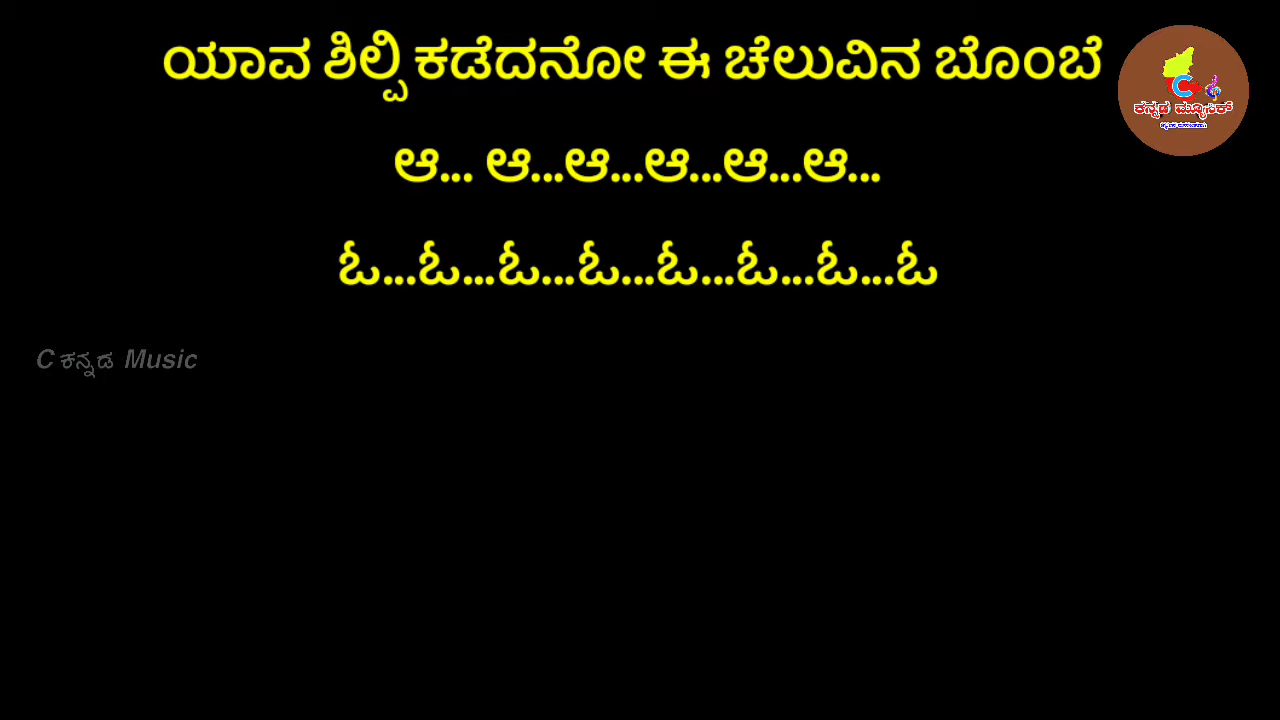 ಯಾವ ಶಿಲ್ಪಿ ಕಡೆದನೋ ಈ ಚೆಲುವಿನ ಬೊಂಬೆ
ಆ... ಆ...ಆ...ಆ...ಆ...ಆ...
ಓ...ಓ...ಓ...ಓ...ಓ...ಓ...ಓ...ಓ
C ಕನ್ನಡ Music
C
ಕನ್ನಡ ಮ್ಯೂಸಿಕ್